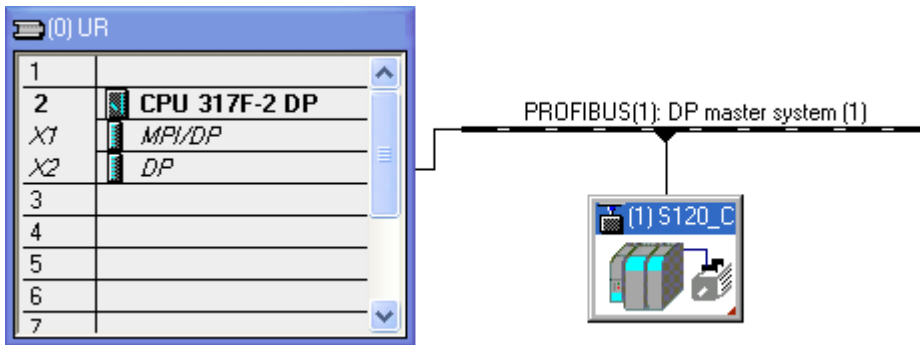 (0) UR
1
2 CPU 317F-2 DP
X1 MPI/DP
X2 DP
3
4
5
6
7
PROFIBUS(1): DP master system (1)
(1) S120_C